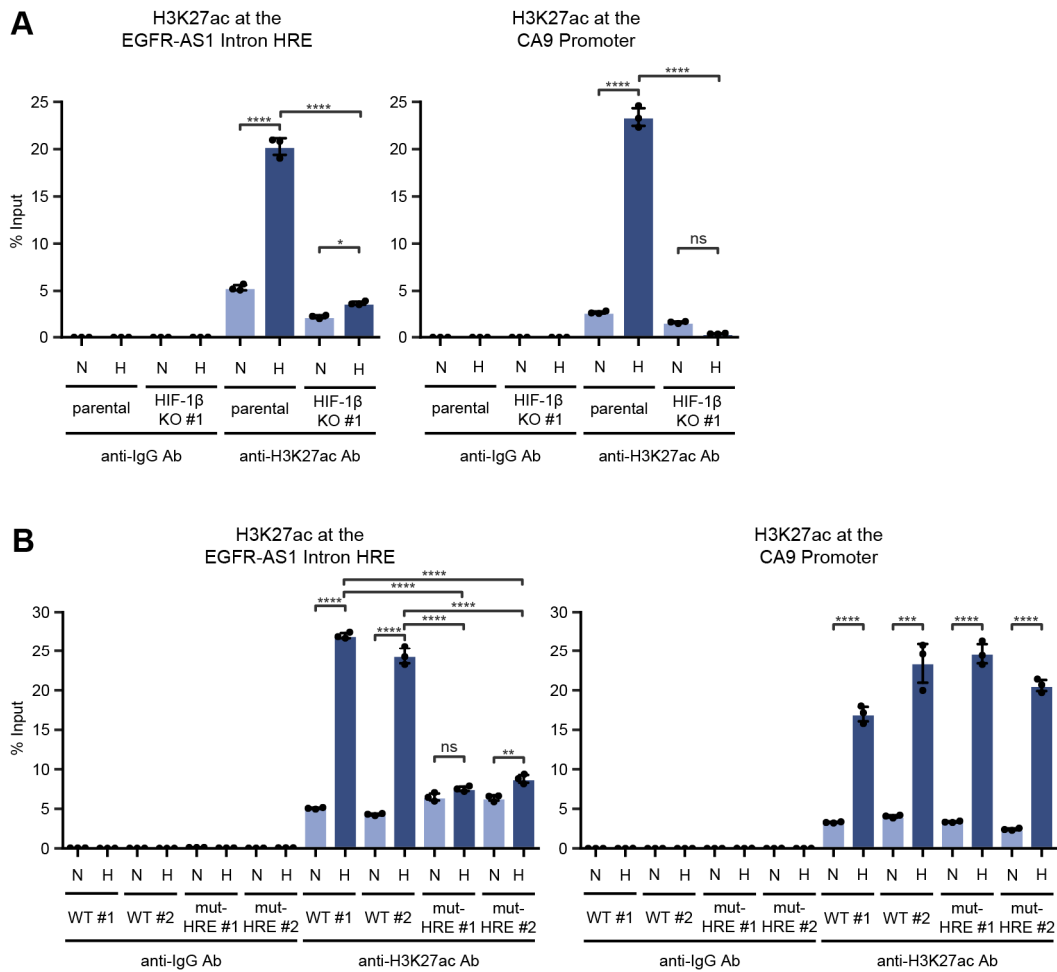 A
H3K27ac at the
EGFR-AS1 Intron HRE
H3K27ac at the
CA9 Promoter
% Input
25
20
15
10
5
0
****
****
*
N H N H N H N H
parental HIF-1β KO #1 parental HIF-1β KO #1
anti-IgG Ab anti-H3K27ac Ab
25
20
15
10
5
0
****
****
ns
N H N H N H N H
parental HIF-1β KO #1 parental HIF-1β KO #1
anti-IgG Ab anti-H3K27ac Ab
B
H3K27ac at the
EGFR-AS1 Intron HRE
H3K27ac at the
CA9 Promoter
% Input
30
25
20
15
10
5
0
****
****
****
****
****
****
ns
**
N H N H N H N H N H N H N H N H
WT #1 WT #2 mut-HRE #1 mut-HRE #2 WT #1 WT #2 mut-HRE #1 mut-HRE #2
anti-IgG Ab anti-H3K27ac Ab
30
25
20
15
10
5
0
**** *** **** ****
N H N H N H N H N H N H N H N H
WT #1 WT #2 mut-HRE #1 mut-HRE #2 WT #1 WT #2 mut-HRE #1 mut-HRE #2
anti-IgG Ab anti-H3K27ac Ab